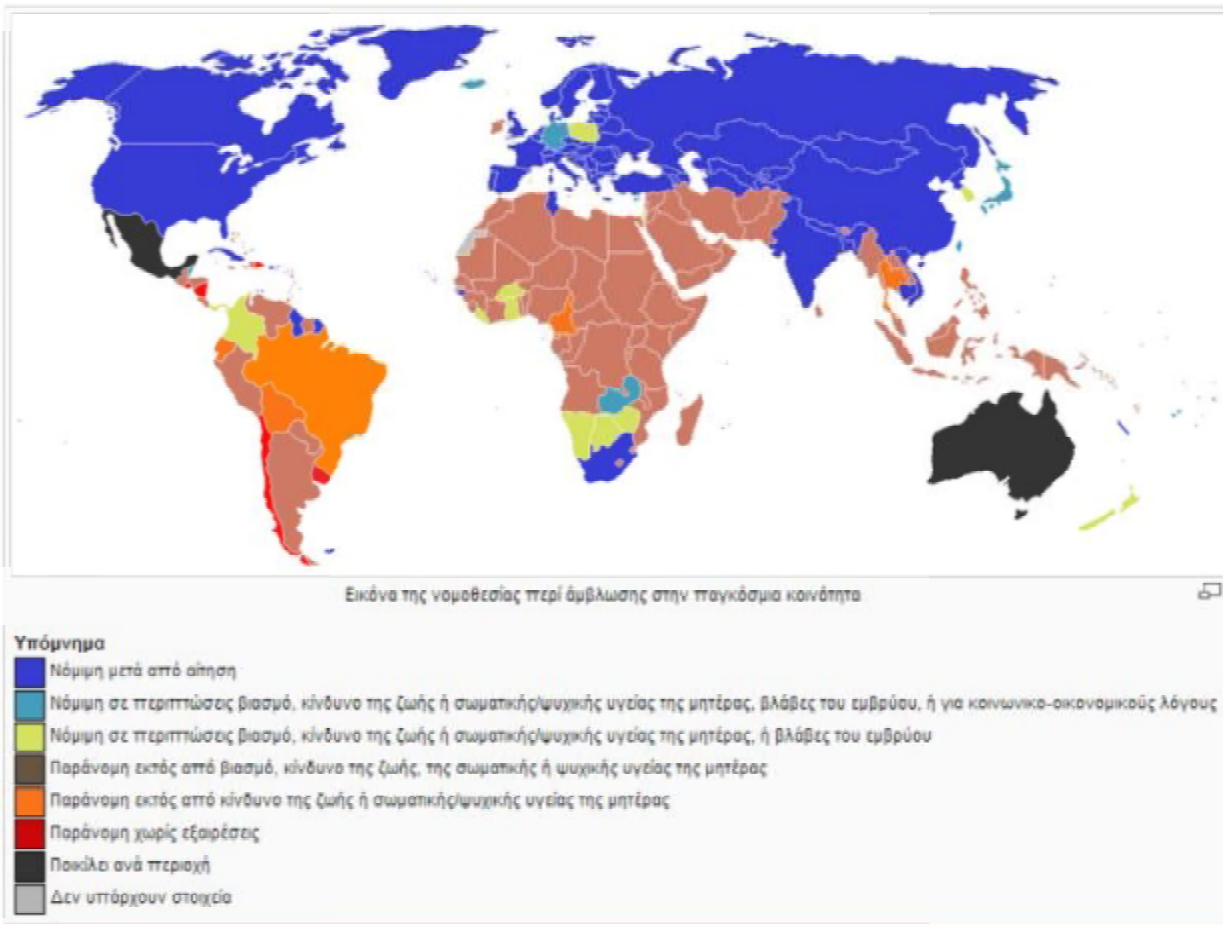 Εικόνα της νομοθεσίας περί άμβλωσης στην παγκόσμια κοινότητα
Υπόμνημα
Νόμιμη μετά από αίτηση
Νόμιμη σε περιπτώσεις βιασμό, κίνδυνο της ζωής ή σωματικής/ψυχικής υγείας της μητέρας, βλάβες του εμβρύου, ή για κοινωνικο-οικονομικούς λόγους
Νόμιμη σε περιπτώσεις βιασμό, κίνδυνο της ζωής ή σωματικής/ψυχικής υγείας της μητέρας, ή βλάβες του εμβρύου
Παράνομη εκτός από βιασμό, κίνδυνο της ζωής, της σωματικής ή ψυχικής υγείας της μητέρας
Παράνομη εκτός από κίνδυνο της ζωής ή σωματικής/ψυχικής υγείας της μητέρας
Παράνομη χωρίς εξαιρέσεις
Ποικίλει ανά περιοχή
Δεν υπάρχουν στοιχεία